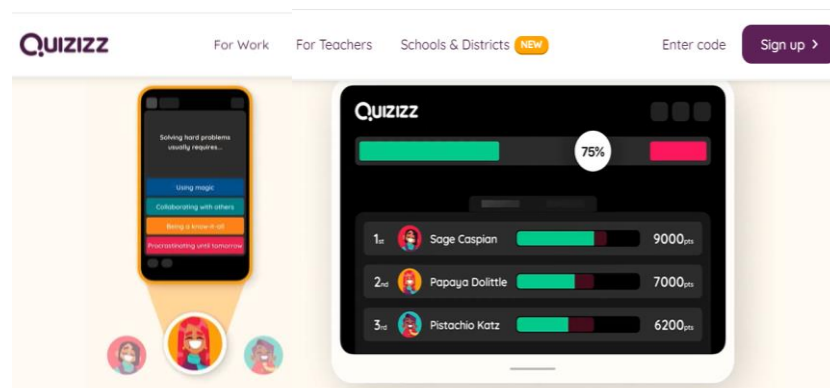 QUIZIZZ
For Work For Teachers Schools & Districts NEW Enter code Sign up >
Solving hard problems
usually requires...
Using magic
Collaborating with others
Being a know-it-all
Procrastinating until tomorrow
QUIZIZZ
75%
1st Sage Caspian 9000pts
2nd Papaya Dolittle 7000pts
3rd Pistachio Katz 6200pts